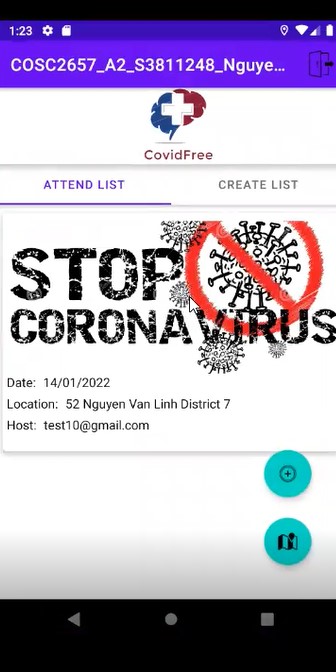 1:23
COSC2657_A2_S3811248_Nguye...
CovidFree
ATTEND LIST
CREATE LIST
STOP
CORONAVIRUS
Date: 14/01/2022
Location: 52 Nguyen Van Linh District 7
Host: test10@gmail.com